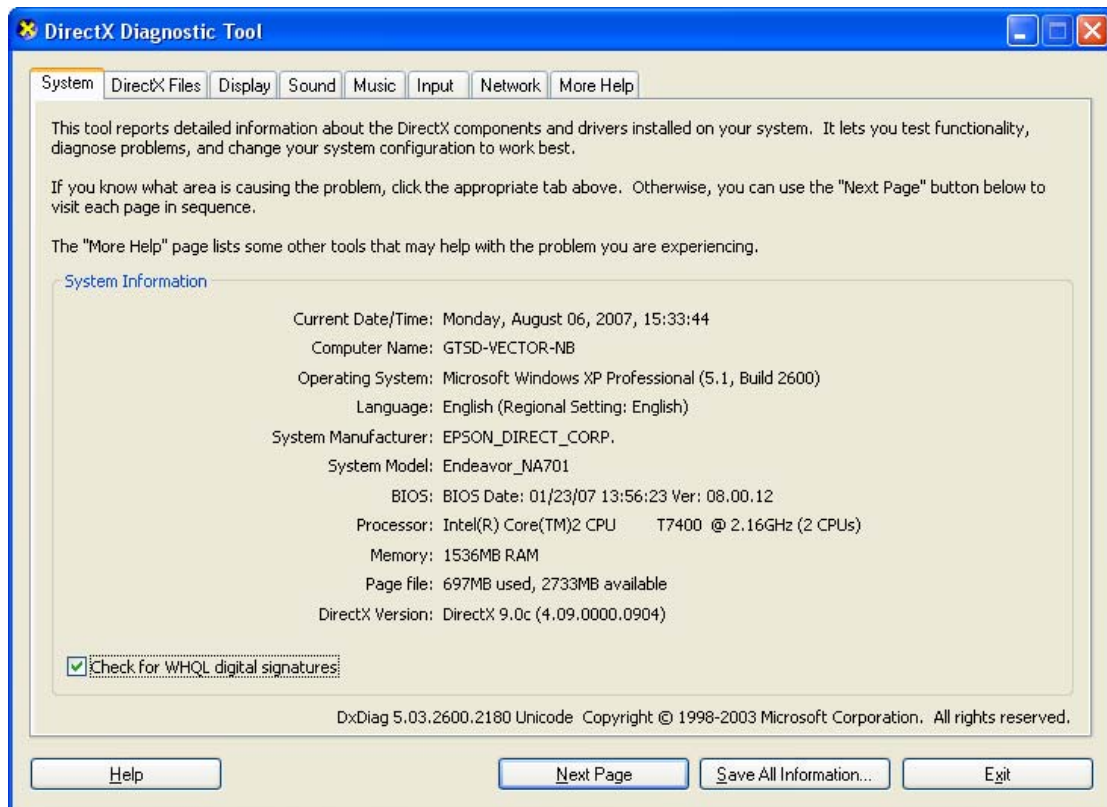 DirectX Diagnostic Tool
System DirectX Files Display Sound Music Input Network More Help
This tool reports detailed information about the DirectX components and drivers installed on your system. It lets you test functionality,
diagnose problems, and change your system configuration to work best.
If you know what area is causing the problem, click the appropriate tab above. Otherwise, you can use the "Next Page" button below to
visit each page in sequence.
The "More Help" page lists some other tools that may help with the problem you are experiencing.
System Information
Current Date/Time: Monday, August 06, 2007, 15:33:44
Computer Name: GTSD-VECTOR-NB
Operating System: Microsoft Windows XP Professional (5.1, Build 2600)
Language: English (Regional Setting: English)
System Manufacturer: EPSON_DIRECT_CORP.
System Model: Endeavor_NA701
BIOS: BIOS Date: 01/23/07 13:56:23 Ver: 08.00.12
Processor: Intel(R) Core(TM)2 CPU T7400 @ 2.16GHz (2 CPUs)
Memory: 1536MB RAM
Page file: 697MB used, 2733MB available
DirectX Version: DirectX 9.0c (4.09.0000.0904)
Check for WHQL digital signatures
DxDiag 5.03.2600.2180 Unicode Copyright © 1998-2003 Microsoft Corporation. All rights reserved.
Help Next Page Save All Information... Exit